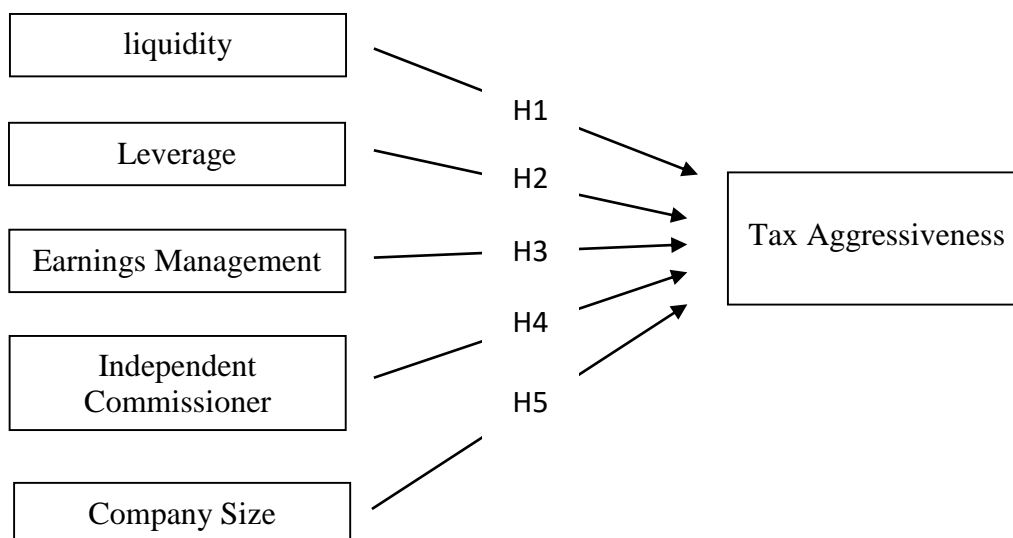 liquidity
H1
Leverage
H2
Earnings Management
H3
Tax Aggressiveness
H4
Independent
Commissioner
H5
Company Size